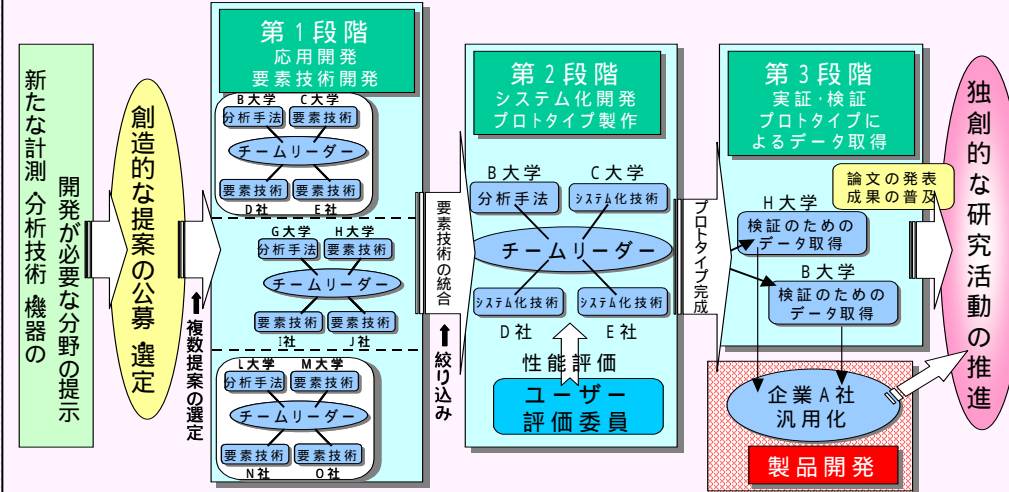 新たな計測・分析技術・機器の
開発が必要な分野の提示
創造的な提案の公募・選定
複数提案の選定
第1段階
応用開発
要素技術開発
B大学 C大学
分析手法 要素技術
チームリーダー
要素技術 要素技術
D社 E社
G大学 H大学
分析手法 要素技術
チームリーダー
要素技術 要素技術
I社 J社
L大学 M大学
分析手法 要素技術
チームリーダー
要素技術 要素技術
N社 O社
要素技術の統合
絞り込み
第2段階
システム化開発
プロトタイプ製作
B大学 C大学
分析手法 システム化技術
チームリーダー
システム化技術 システム化技術
D社 E社
性能評価
ユーザー
評価委員
プロトタイプ完成
第3段階
実証・検証
プロトタイプに
よるデータ取得
論文の発表
成果の普及
H大学
検証のための
データ取得
B大学
検証のための
データ取得
企業A社
汎用化
製品開発
独創的な研究活動の推進